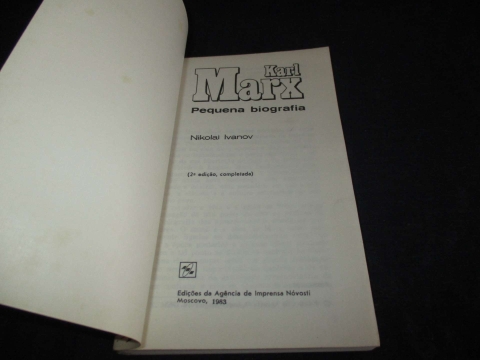 Karl
Marx
Pequena biografia
Nikolai Ivanov
(2ª edição, completada)
Edições da Agência de Imprensa Nóvosti
Moscovo, 1983